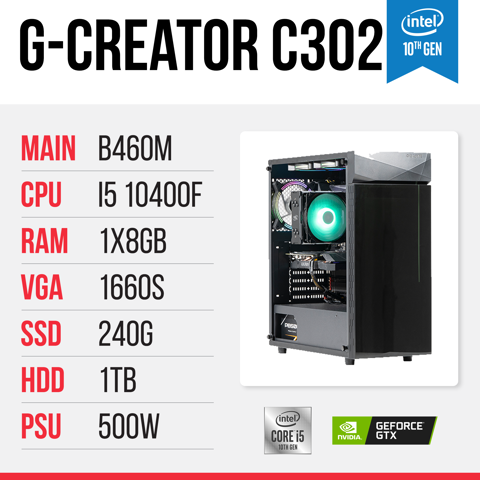 G-CREATOR C302
intel
10TH GEN
MAIN B460M
CPU I5 10400F
RAM 1X8GB
VGA 1660S
SSD 240G
HDD 1TB
PSU 500W
intel
CORE i5
10TH GEN
NVIDIA
GEFORCE
GTX